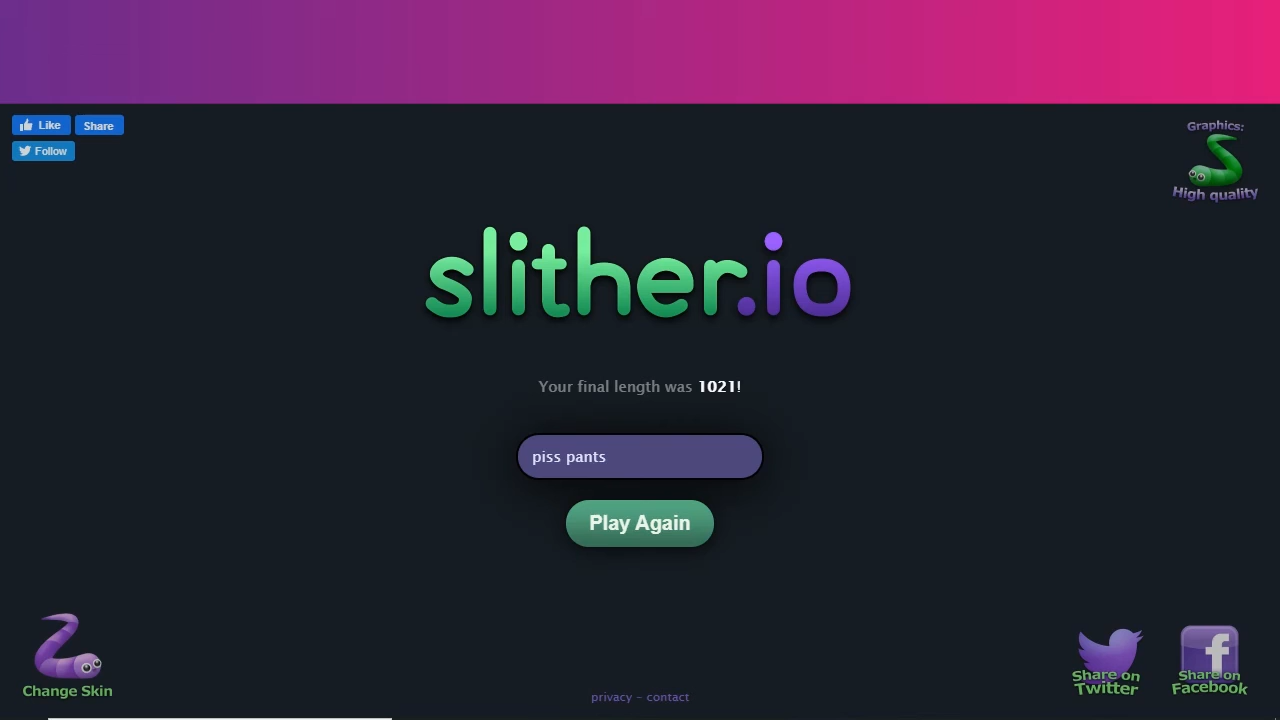 Like Share
Follow
Graphics:
High quality
slither.io
Your final length was 1021!
piss pants
Play Again
Change Skin
privacy - contact
Share on
Twitter
Share on
Facebook